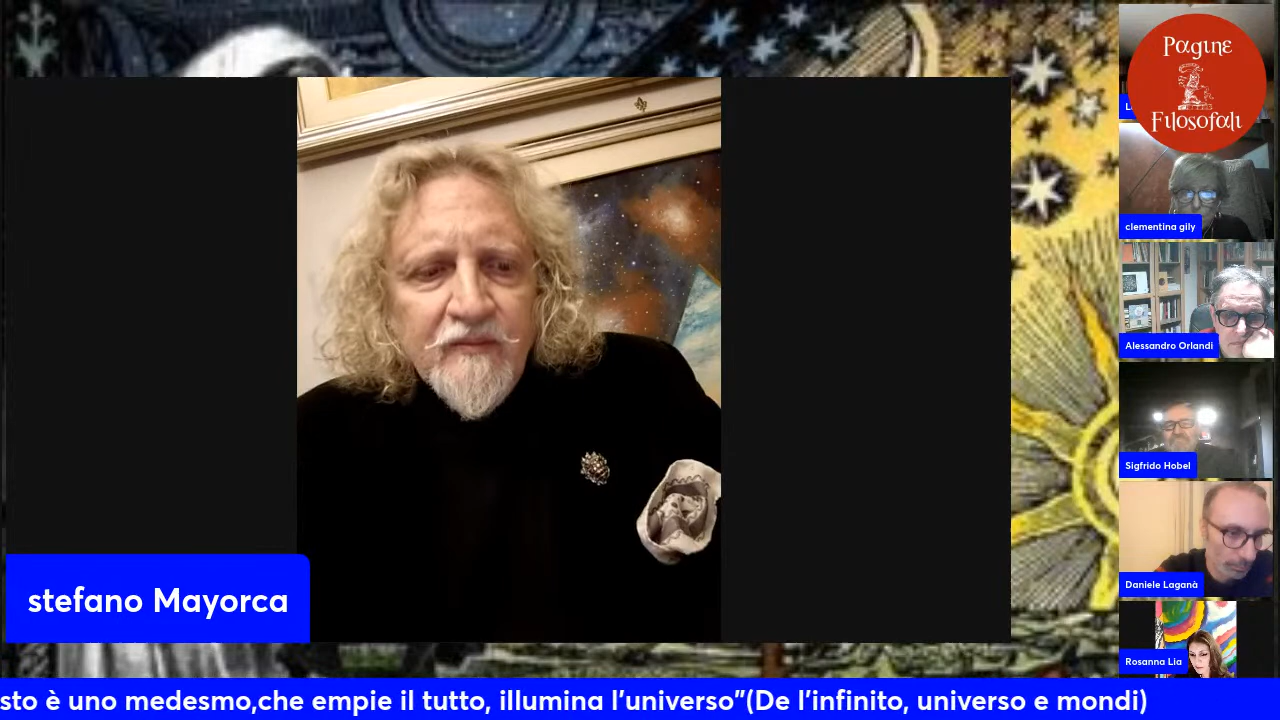 Pagine
Filosofali
clementina gily
Alessandro Orlandi
Sigfrido Hobel
Daniele Laganà
Rosanna Lia
stefano Mayorca
sto è uno medesmo,che empie il tutto, illumina l'universo"(De l'infinito, universo e mondi)